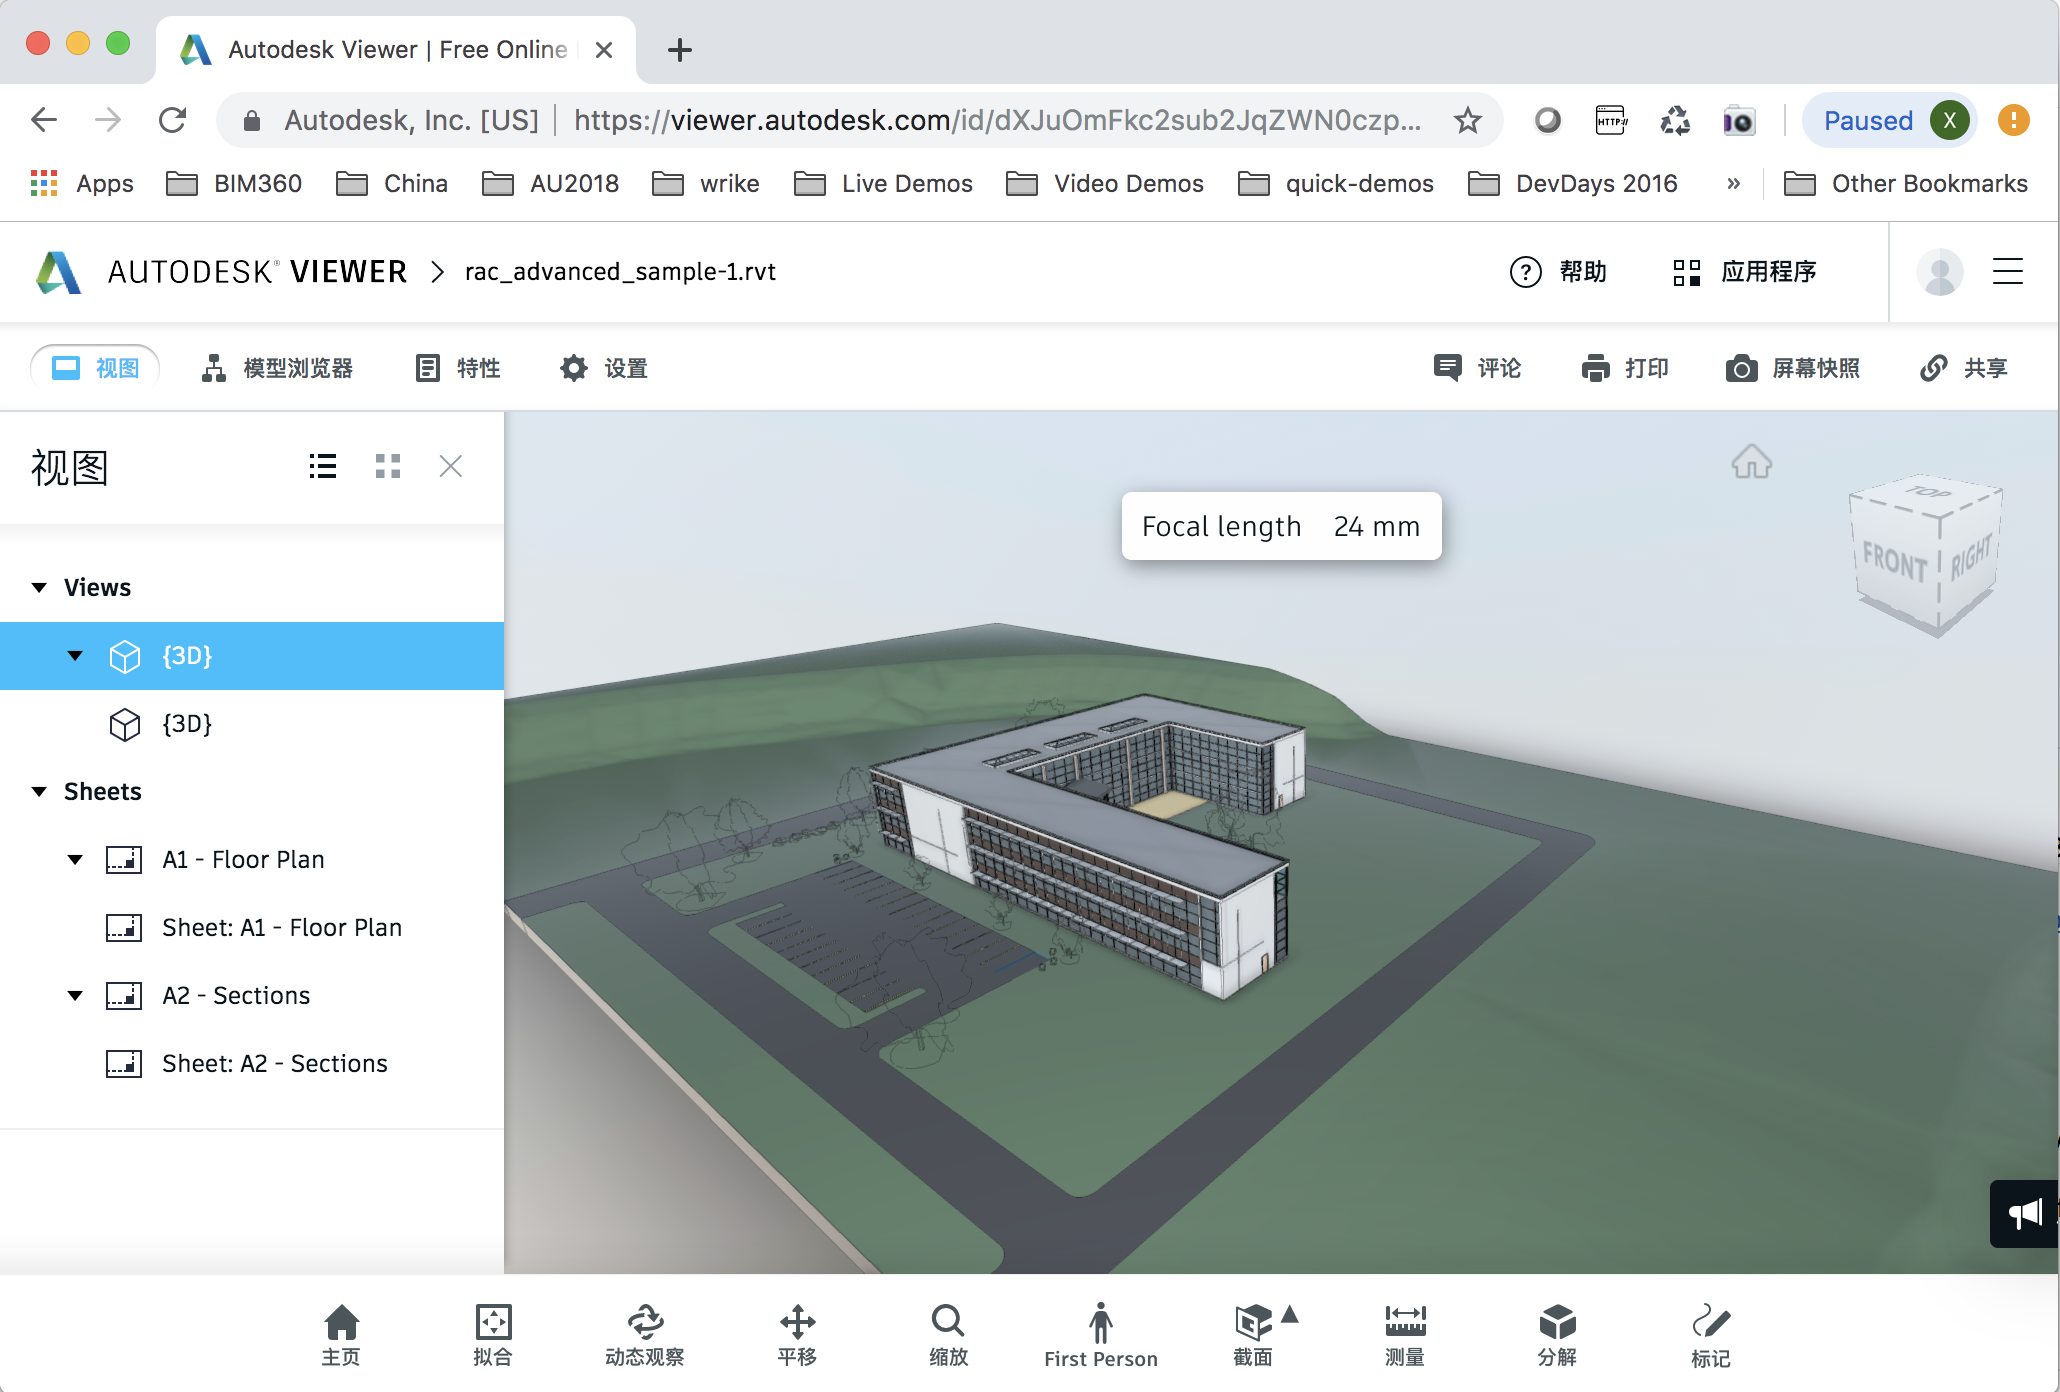 Autodesk Viewer | Free Online
Autodesk, Inc. [US] https://viewer.autodesk.com/id/dXJuOmFkc2sub2JqZWN0czp...
HTTP://
Paused X
Apps BIM360 China AU2018 wrike Live Demos Video Demos quick-demos DevDays 2016 » Other Bookmarks
AUTODESK® VIEWER > rac_advanced_sample-1.rvt
帮助 应用程序
视图 模型浏览器 特性 设置 评论 打印 屏幕快照 共享
视图
Focal length 24 mm
TOP
FRONT RIGHT
Views
{3D}
{3D}
Sheets
A1 - Floor Plan
Sheet: A1 - Floor Plan
A2 - Sections
Sheet: A2 - Sections
主页 拟合 动态观察 平移 缩放 First Person 截面 测量 分解 标记